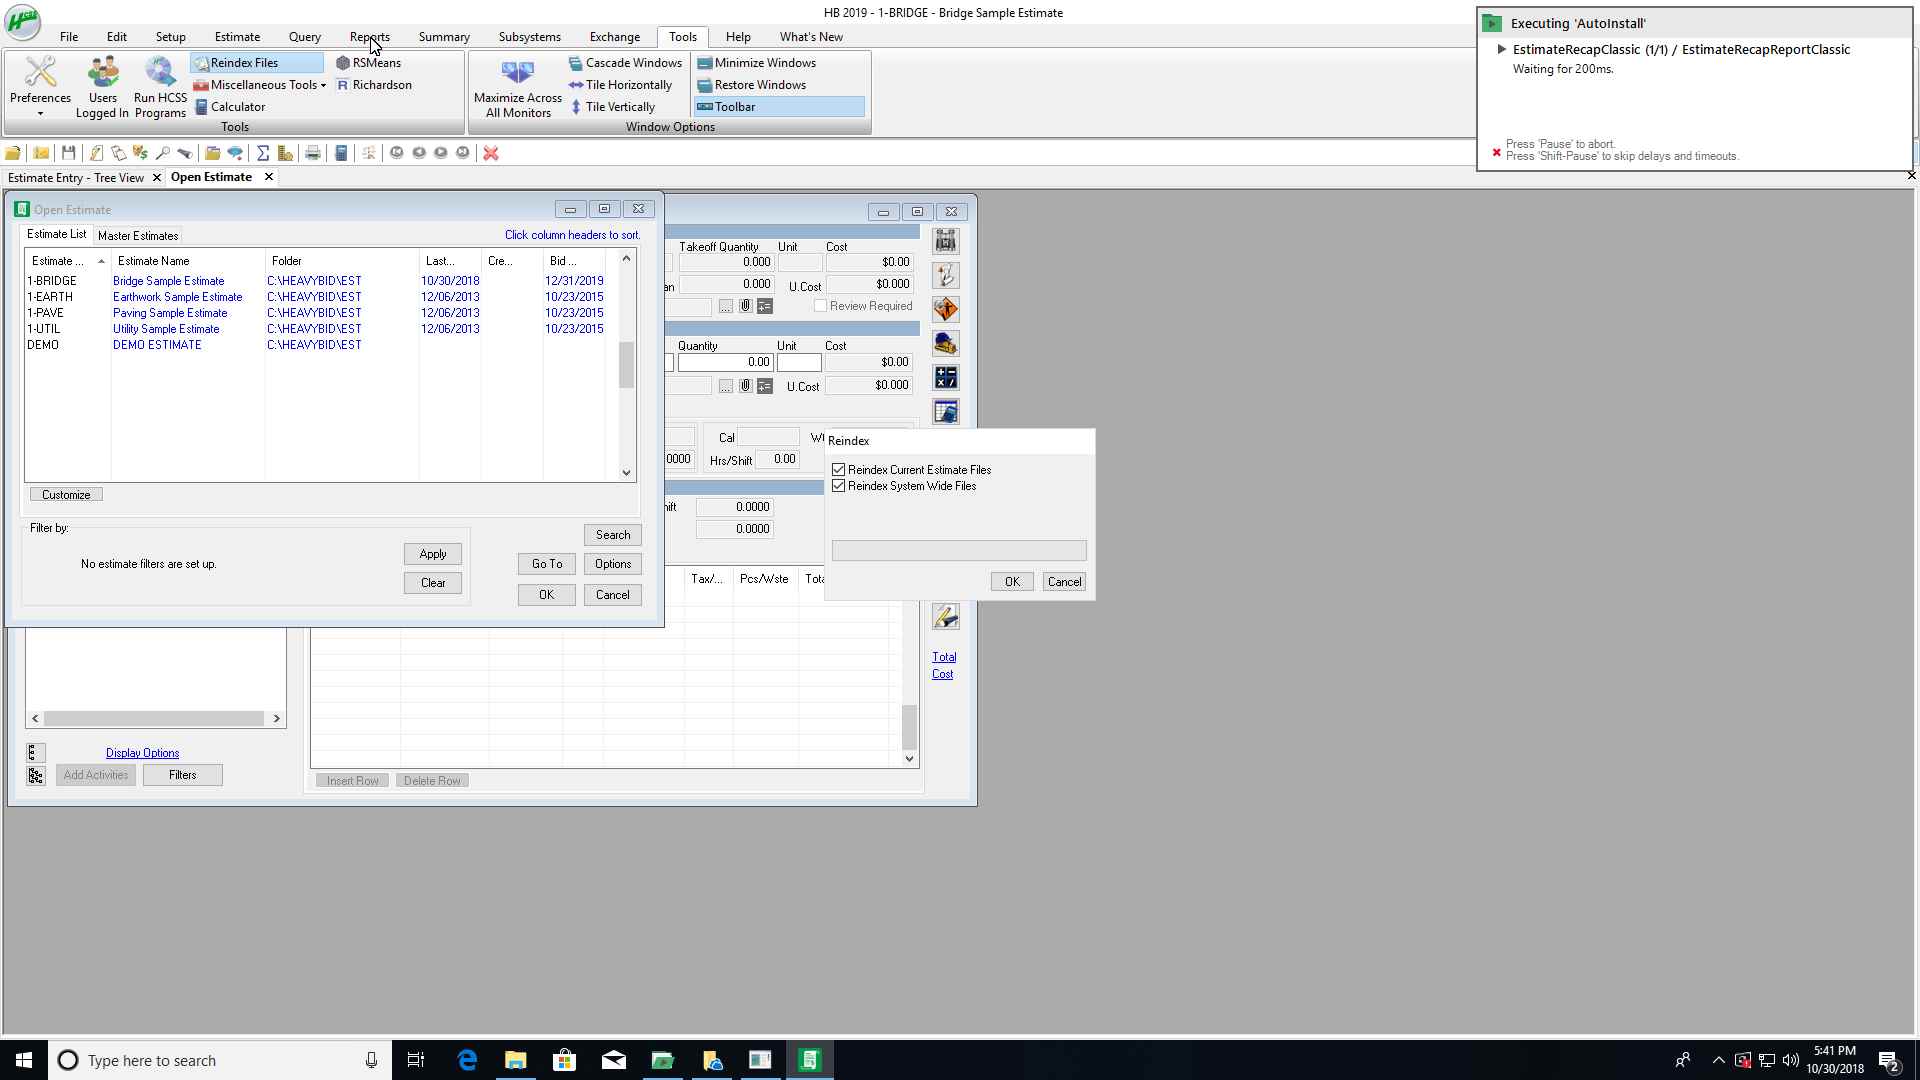 HB 2019 - 1-BRIDGE - Bridge Sample Estimate
File Edit Setup Estimate Query Reports Summary Subsystems Exchange Tools Help What's New
Preferences
Users Logged In
Run HCSS Programs
Reindex Files
Miscellaneous Tools
Calculator
RSMeans
Richardson
Tools
Maximize Across All Monitors
Cascade Windows
Tile Horizontally
Tile Vertically
Minimize Windows
Restore Windows
Toolbar
Window Options
Executing 'AutoInstall'
EstimateRecapClassic (1/1) / EstimateRecapReportClassic
Waiting for 200ms.
Press 'Pause' to abort.
Press 'Shift-Pause' to skip delays and timeouts.
Estimate Entry - Tree View
Open Estimate
Open Estimate
Estimate List Master Estimates
Click column headers to sort.
Estimate ... Estimate Name Folder Last... Cre... Bid ...
1-BRIDGE Bridge Sample Estimate C:\HEAVYBID\EST 10/30/2018 12/31/2019
1-EARTH Earthwork Sample Estimate C:\HEAVYBID\EST 12/06/2013 10/23/2015
1-PAVE Paving Sample Estimate C:\HEAVYBID\EST 12/06/2013 10/23/2015
1-UTIL Utility Sample Estimate C:\HEAVYBID\EST 12/06/2013 10/23/2015
DEMO DEMO ESTIMATE C:\HEAVYBID\EST
Customize
Filter by:
No estimate filters are set up.
Apply
Clear
Search
Go To
Options
OK
Cancel
Takeoff Quantity Unit Cost
0.000 $0.00
an 0.000 U.Cost $0.000
... Review Required
Quantity Unit Cost
0.00 $0.00
... U.Cost $0.000
Cal
0000 Hrs/Shift 0.00
hift 0.0000
0.0000
Tax/... Pcs/Wste Tota
Reindex
Reindex Current Estimate Files
Reindex System Wide Files
OK Cancel
Total
Cost
Display Options
Add Activities Filters
Insert Row Delete Row
Type here to search
5:41 PM
10/30/2018
2